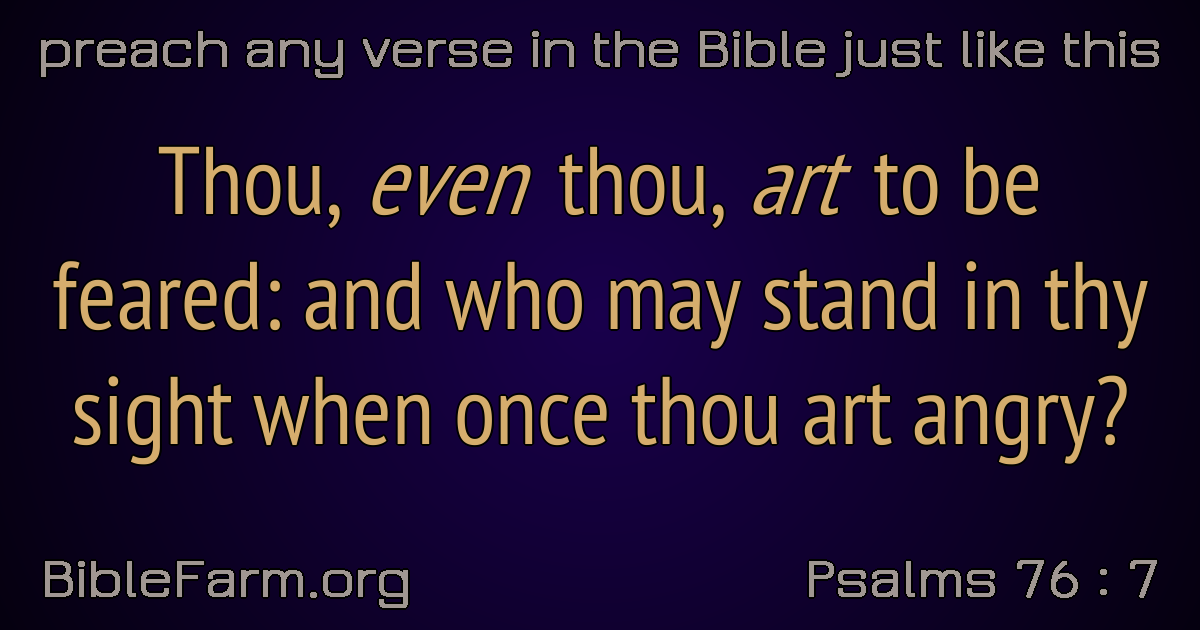 preach any verse in the Bible just like this
Thou, even thou, art to be
feared: and who may stand in thy
sight when once thou art angry?
BibleFarm.org
Psalms 76 : 7